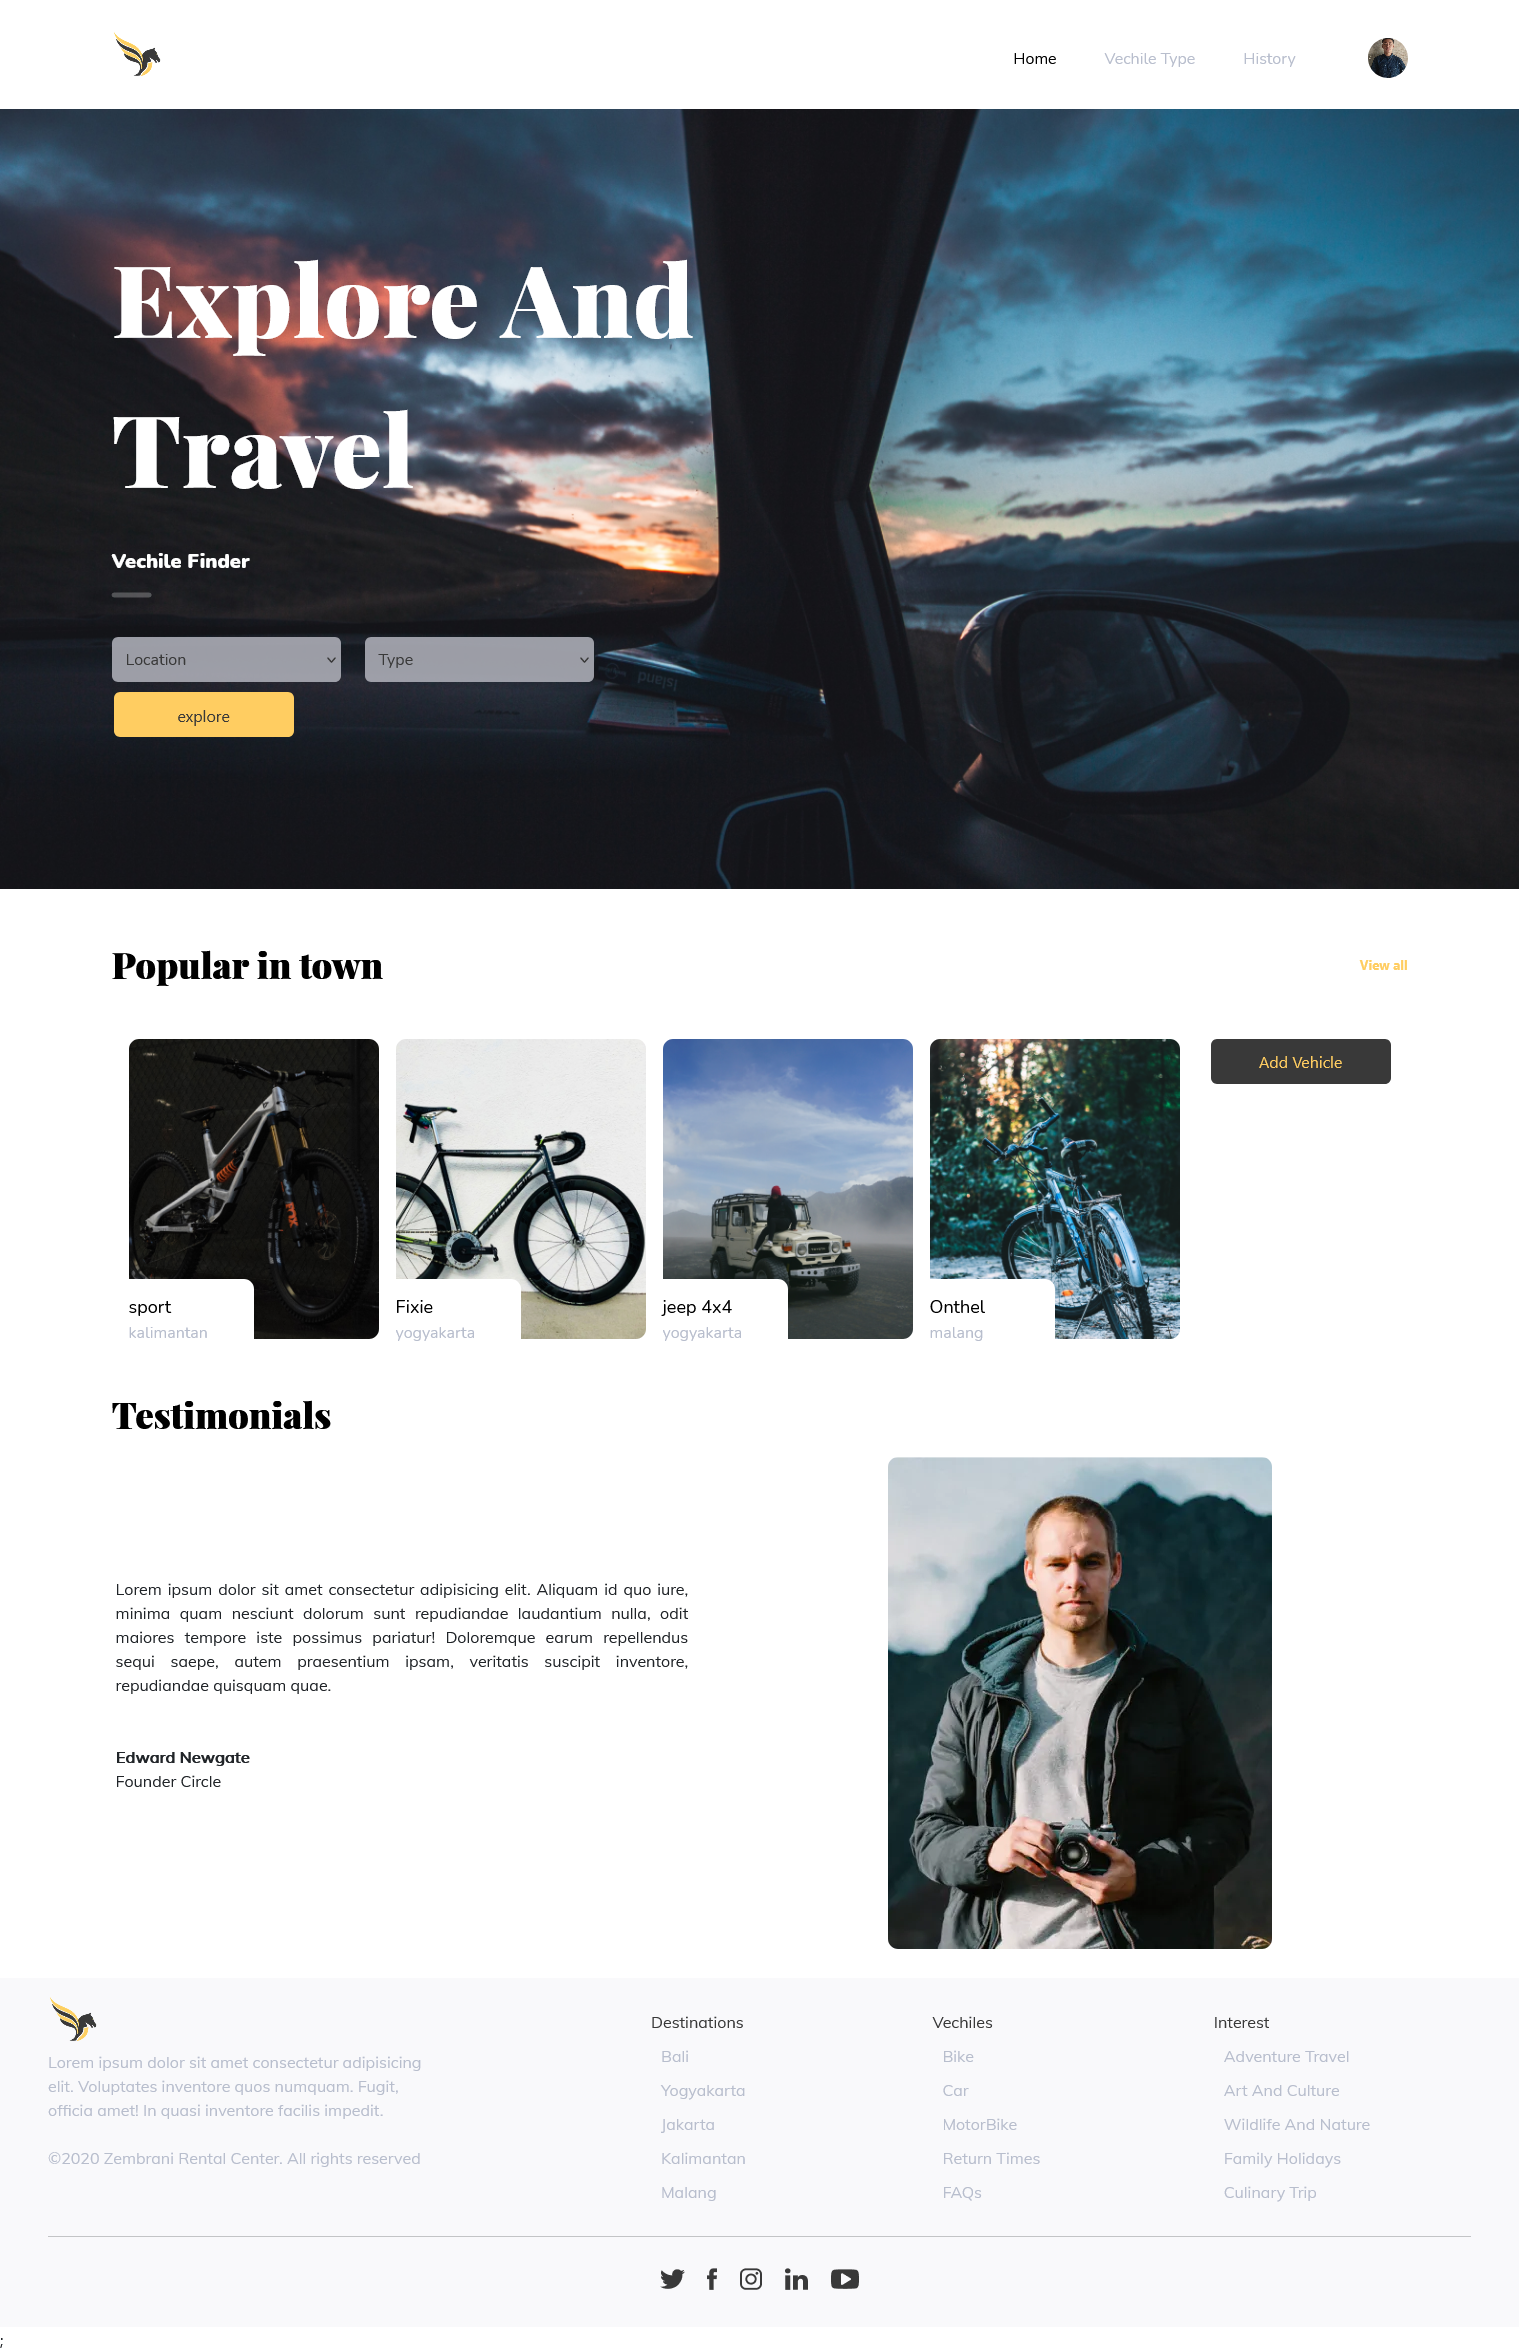 Home
Vechile Type
History
Explore And
Travel
Vechile Finder
Location
Type
Island
explore
Popular in town
View all
Add Vehicle
sport
kalimantan
Fixie
yogyakarta
jeep 4x4
yogyakarta
Onthel
malang
Testimonials
Lorem ipsum dolor sit amet consectetur adipisicing elit. Aliquam id quo iure,
minima quam nesciunt dolorum sunt repudiandae laudantium nulla, odit
maiores tempore iste possimus pariatur! Doloremque earum repellendus
sequi saepe, autem praesentium ipsam, veritatis suscipit inventore,
repudiandae quisquam quae.
Edward Newgate
Founder Circle
Lorem ipsum dolor sit amet consectetur adipisicing
elit. Voluptates inventore quos numquam. Fugit,
officia amet! In quasi inventore facilis impedit.
©2020 Zembrani Rental Center. All rights reserved
Destinations
Bali
Yogyakarta
Jakarta
Kalimantan
Malang
Vechiles
Bike
Car
MotorBike
Return Times
FAQs
Interest
Adventure Travel
Art And Culture
Wildlife And Nature
Family Holidays
Culinary Trip
;